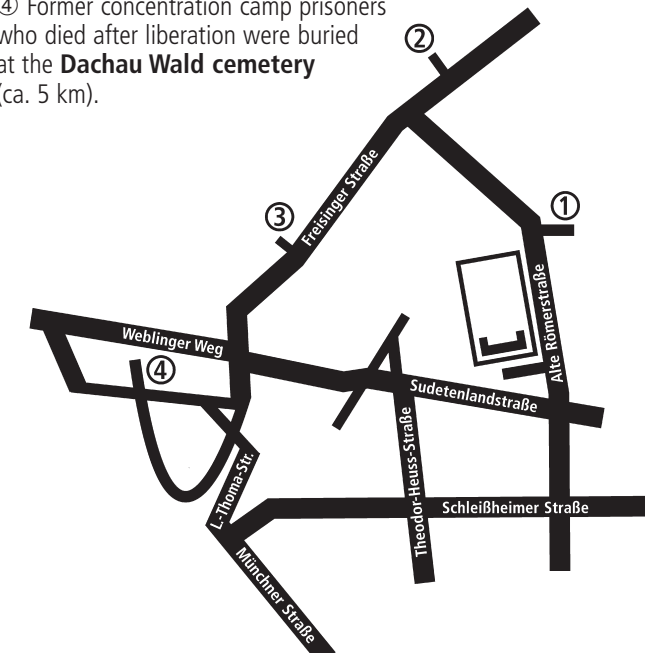 ④ Former concentration camp prisoners
who died after liberation were buried
at the Dachau Wald cemetery
(ca. 5 km).
②
①
③
Freisinger Straße
Alte Römerstraße
Weblinger Weg
④
Sudetenlandstraße
Theodor-Heuss-Straße
L.-Thoma-Str.
Schleißheimer Straße
Münchner Straße